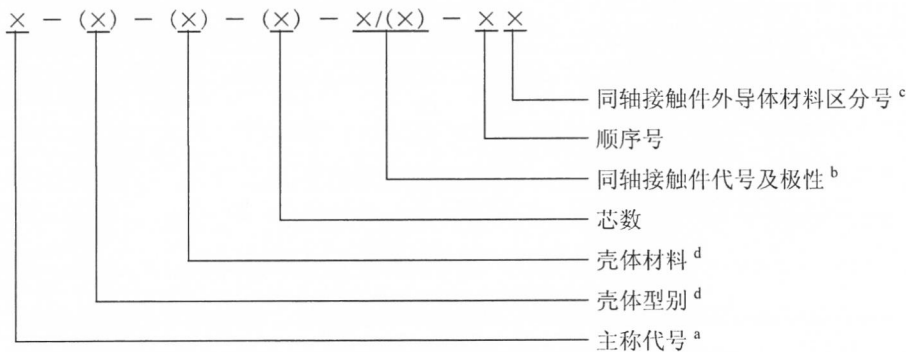 × － (×) － (×) － (×) － ×/(×) － × ×
同轴接触件外导体材料区分号 c
顺序号
同轴接触件代号及极性 b
芯数
壳体材料 d
壳体型别 d
主称代号 a